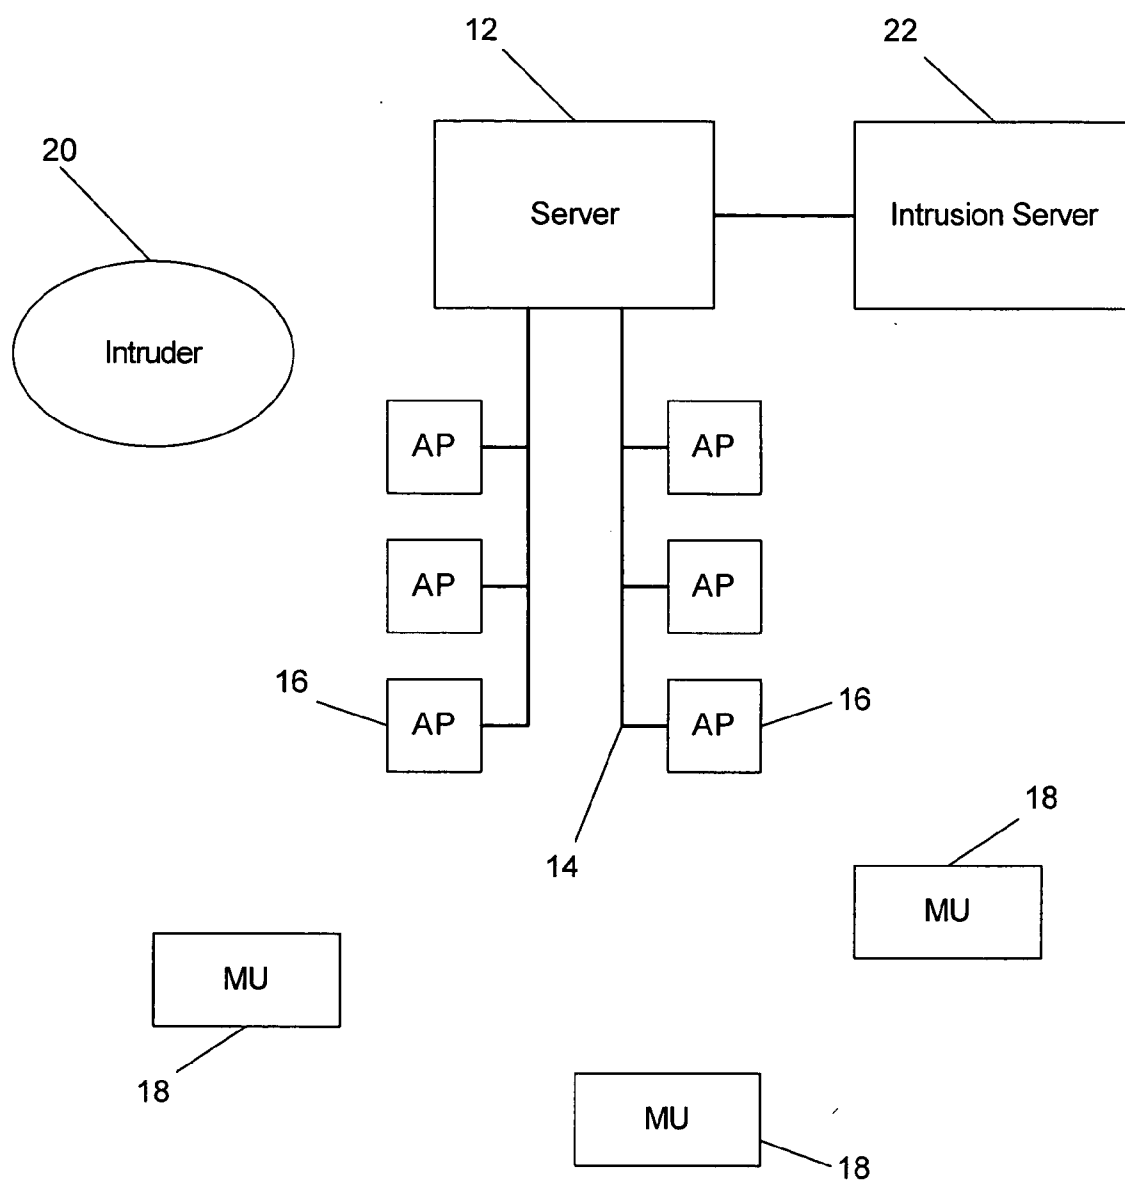 12
22
20
Server
Intrusion Server
Intruder
AP
AP
AP
AP
16
AP
AP
16
14
18
MU
MU
18
MU
18